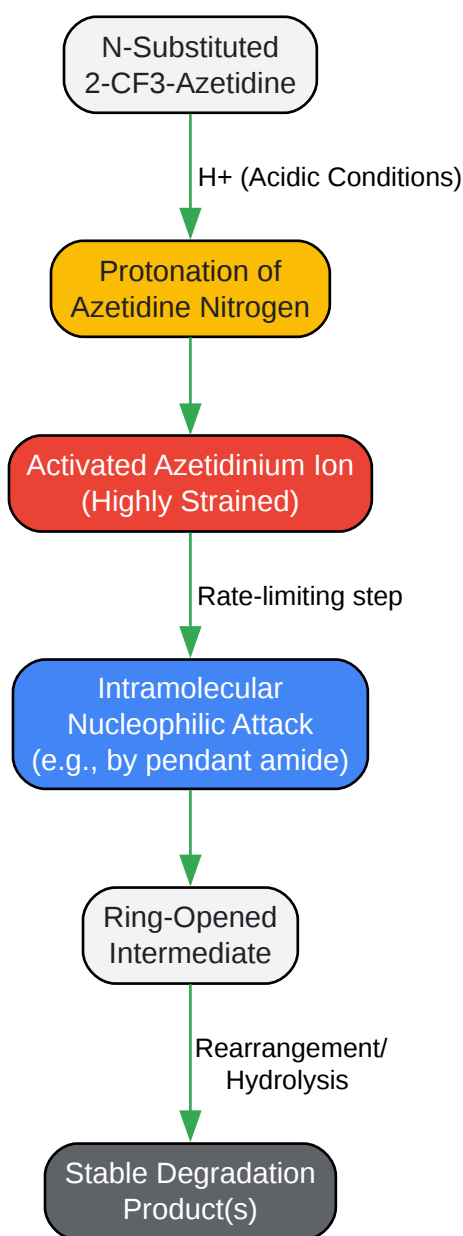 N-Substituted
2-CF3-Azetidine
H+ (Acidic Conditions)
Protonation of
Azetidine Nitrogen
Activated Azetidinium Ion
(Highly Strained)
Rate-limiting step
Intramolecular
Nucleophilic Attack
(e.g., by pendant amide)
Ring-Opened
Intermediate
Rearrangement/
Hydrolysis
Stable Degradation
Product(s)